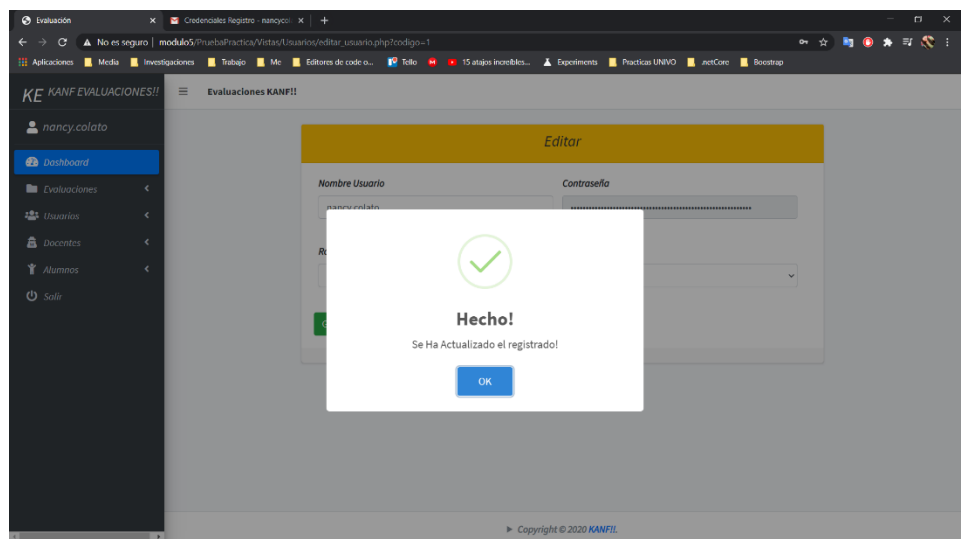 Evaluación
Credenciales Registro - nancycol
No es seguro | modulo5/PruebaPractica/Vistas/Usuarios/editar_usuario.php?codigo=1
Aplicaciones Media Investigaciones Trabajo Me Editores de code o... Tello 15 atajos increíbles... Experiments Practicas UNIVO .netCore Boostrap
KE KANF EVALUACIONES!!
Evaluaciones KANF!!
nancy.colato
Dashboard
Evaluaciones
Usuarios
Docentes
Alumnos
Salir
Editar
Nombre Usuario Contraseña
nancy.colato
Hecho!
Se Ha Actualizado el registrado!
OK
Copyright © 2020 KANF!!.